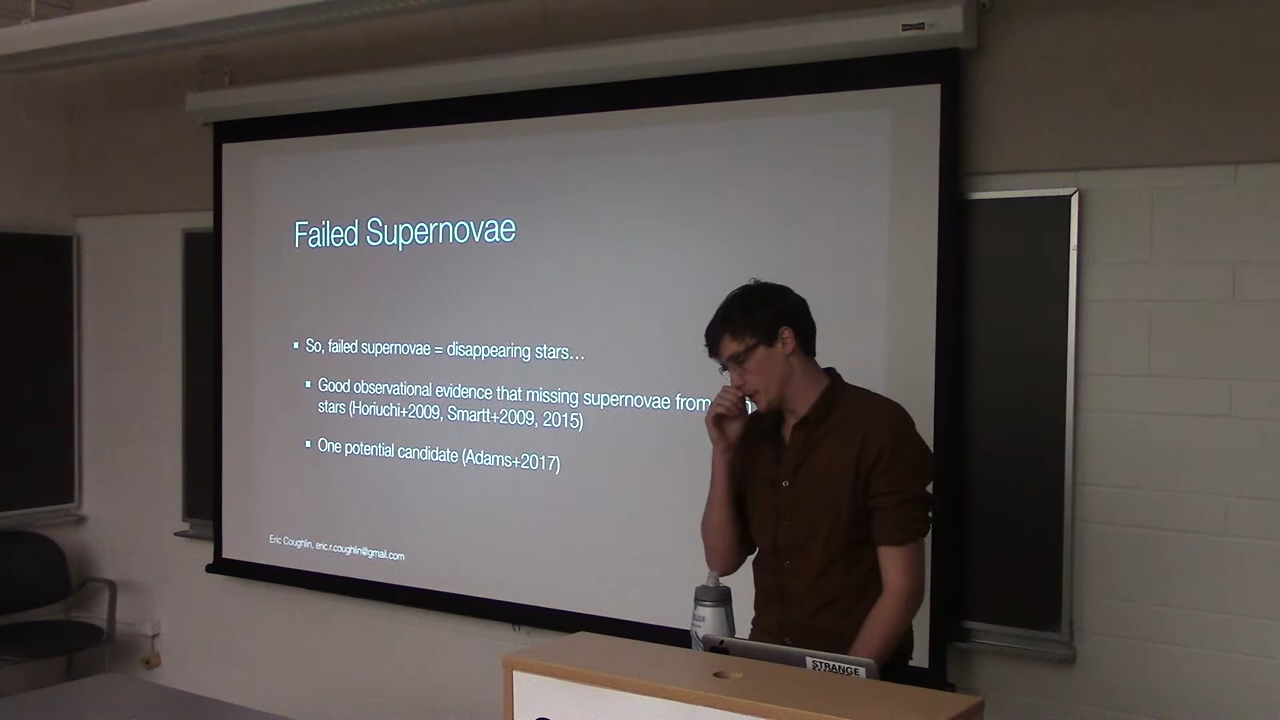 Failed Supernovae
So, failed supernovae = disappearing stars…
Good observational evidence that missing supernovae from
stars (Horiuchi+2009, Smartt+2009, 2015)
One potential candidate (Adams+2017)
Eric Coughlin, eric.r.coughlin@gmail.com
STRANGE